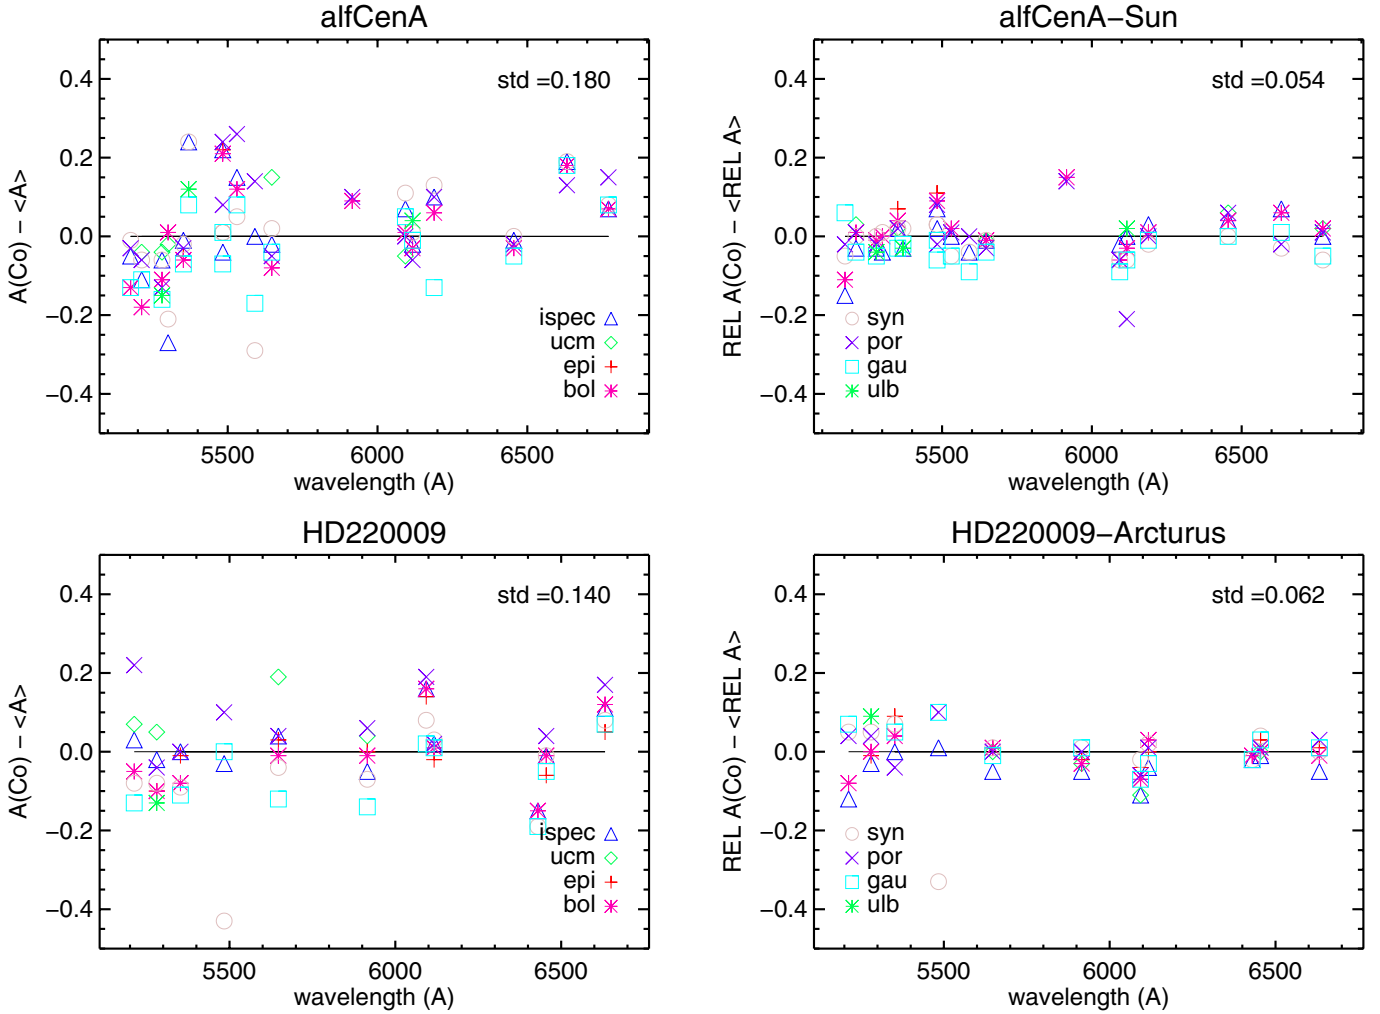 alfCenA
std =0.180
A(Co) − <A>
0.4
0.2
0.0
−0.2
−0.4
ispec
ucm
epi
bol
5500 6000 6500
wavelength (A)
alfCenA−Sun
std =0.054
REL A(Co) − <REL A>
0.4
0.2
0.0
−0.2
−0.4
syn
por
gau
ulb
5500 6000 6500
wavelength (A)
HD220009
std =0.140
A(Co) − <A>
0.4
0.2
0.0
−0.2
−0.4
ispec
ucm
epi
bol
5500 6000 6500
wavelength (A)
HD220009−Arcturus
std =0.062
REL A(Co) − <REL A>
0.4
0.2
0.0
−0.2
−0.4
syn
por
gau
ulb
5500 6000 6500
wavelength (A)